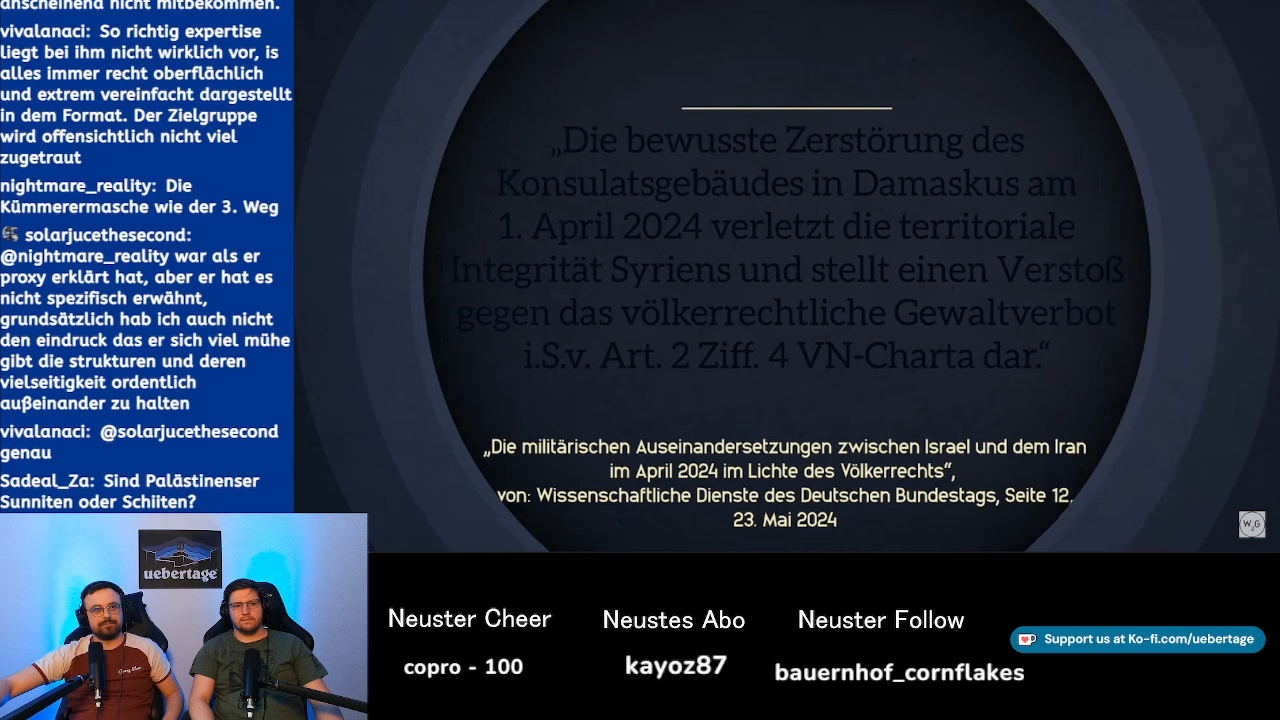 anscheinend nicht mitbekommen.
vivalanaci: So richtig expertise
liegt bei ihm nicht wirklich vor, is
alles immer recht oberflächlich
und extrem vereinfacht dargestellt
in dem Format. Der Zielgruppe
wird offensichtlich nicht viel
zugetraut
nightmare_reality: Die
Kümmerermasche wie der 3. Weg
solarjucethesecond:
@nightmare_reality war als er
proxy erklärt hat, aber er hat es
nicht spezifisch erwähnt,
grundsätzlich hab ich auch nicht
den eindruck das er sich viel mühe
gibt die strukturen und deren
vielseitigkeit ordentlich
außeinander zu halten
vivalanaci: @solarjucethesecond
genau
Sadeal_Za: Sind Palästinenser
Sunniten oder Schiiten?
„Die bewusste Zerstörung des
Konsulatsgebäudes in Damaskus am
1. April 2024 verletzt die territoriale
Integrität Syriens und stellt einen Verstoß
gegen das völkerrechtliche Gewaltverbot
i.S.v. Art. 2 Ziff. 4 VN-Charta dar.“
„Die militärischen Auseinandersetzungen zwischen Israel und dem Iran
im April 2024 im Lichte des Völkerrechts“,
von: Wissenschaftliche Dienste des Deutschen Bundestags, Seite 12.
23. Mai 2024
W2G
uebertage
Neuster Cheer
copro - 100
Neustes Abo
kayoz87
Neuster Follow
bauernhof_cornflakes
Support us at Ko-fi.com/uebertage